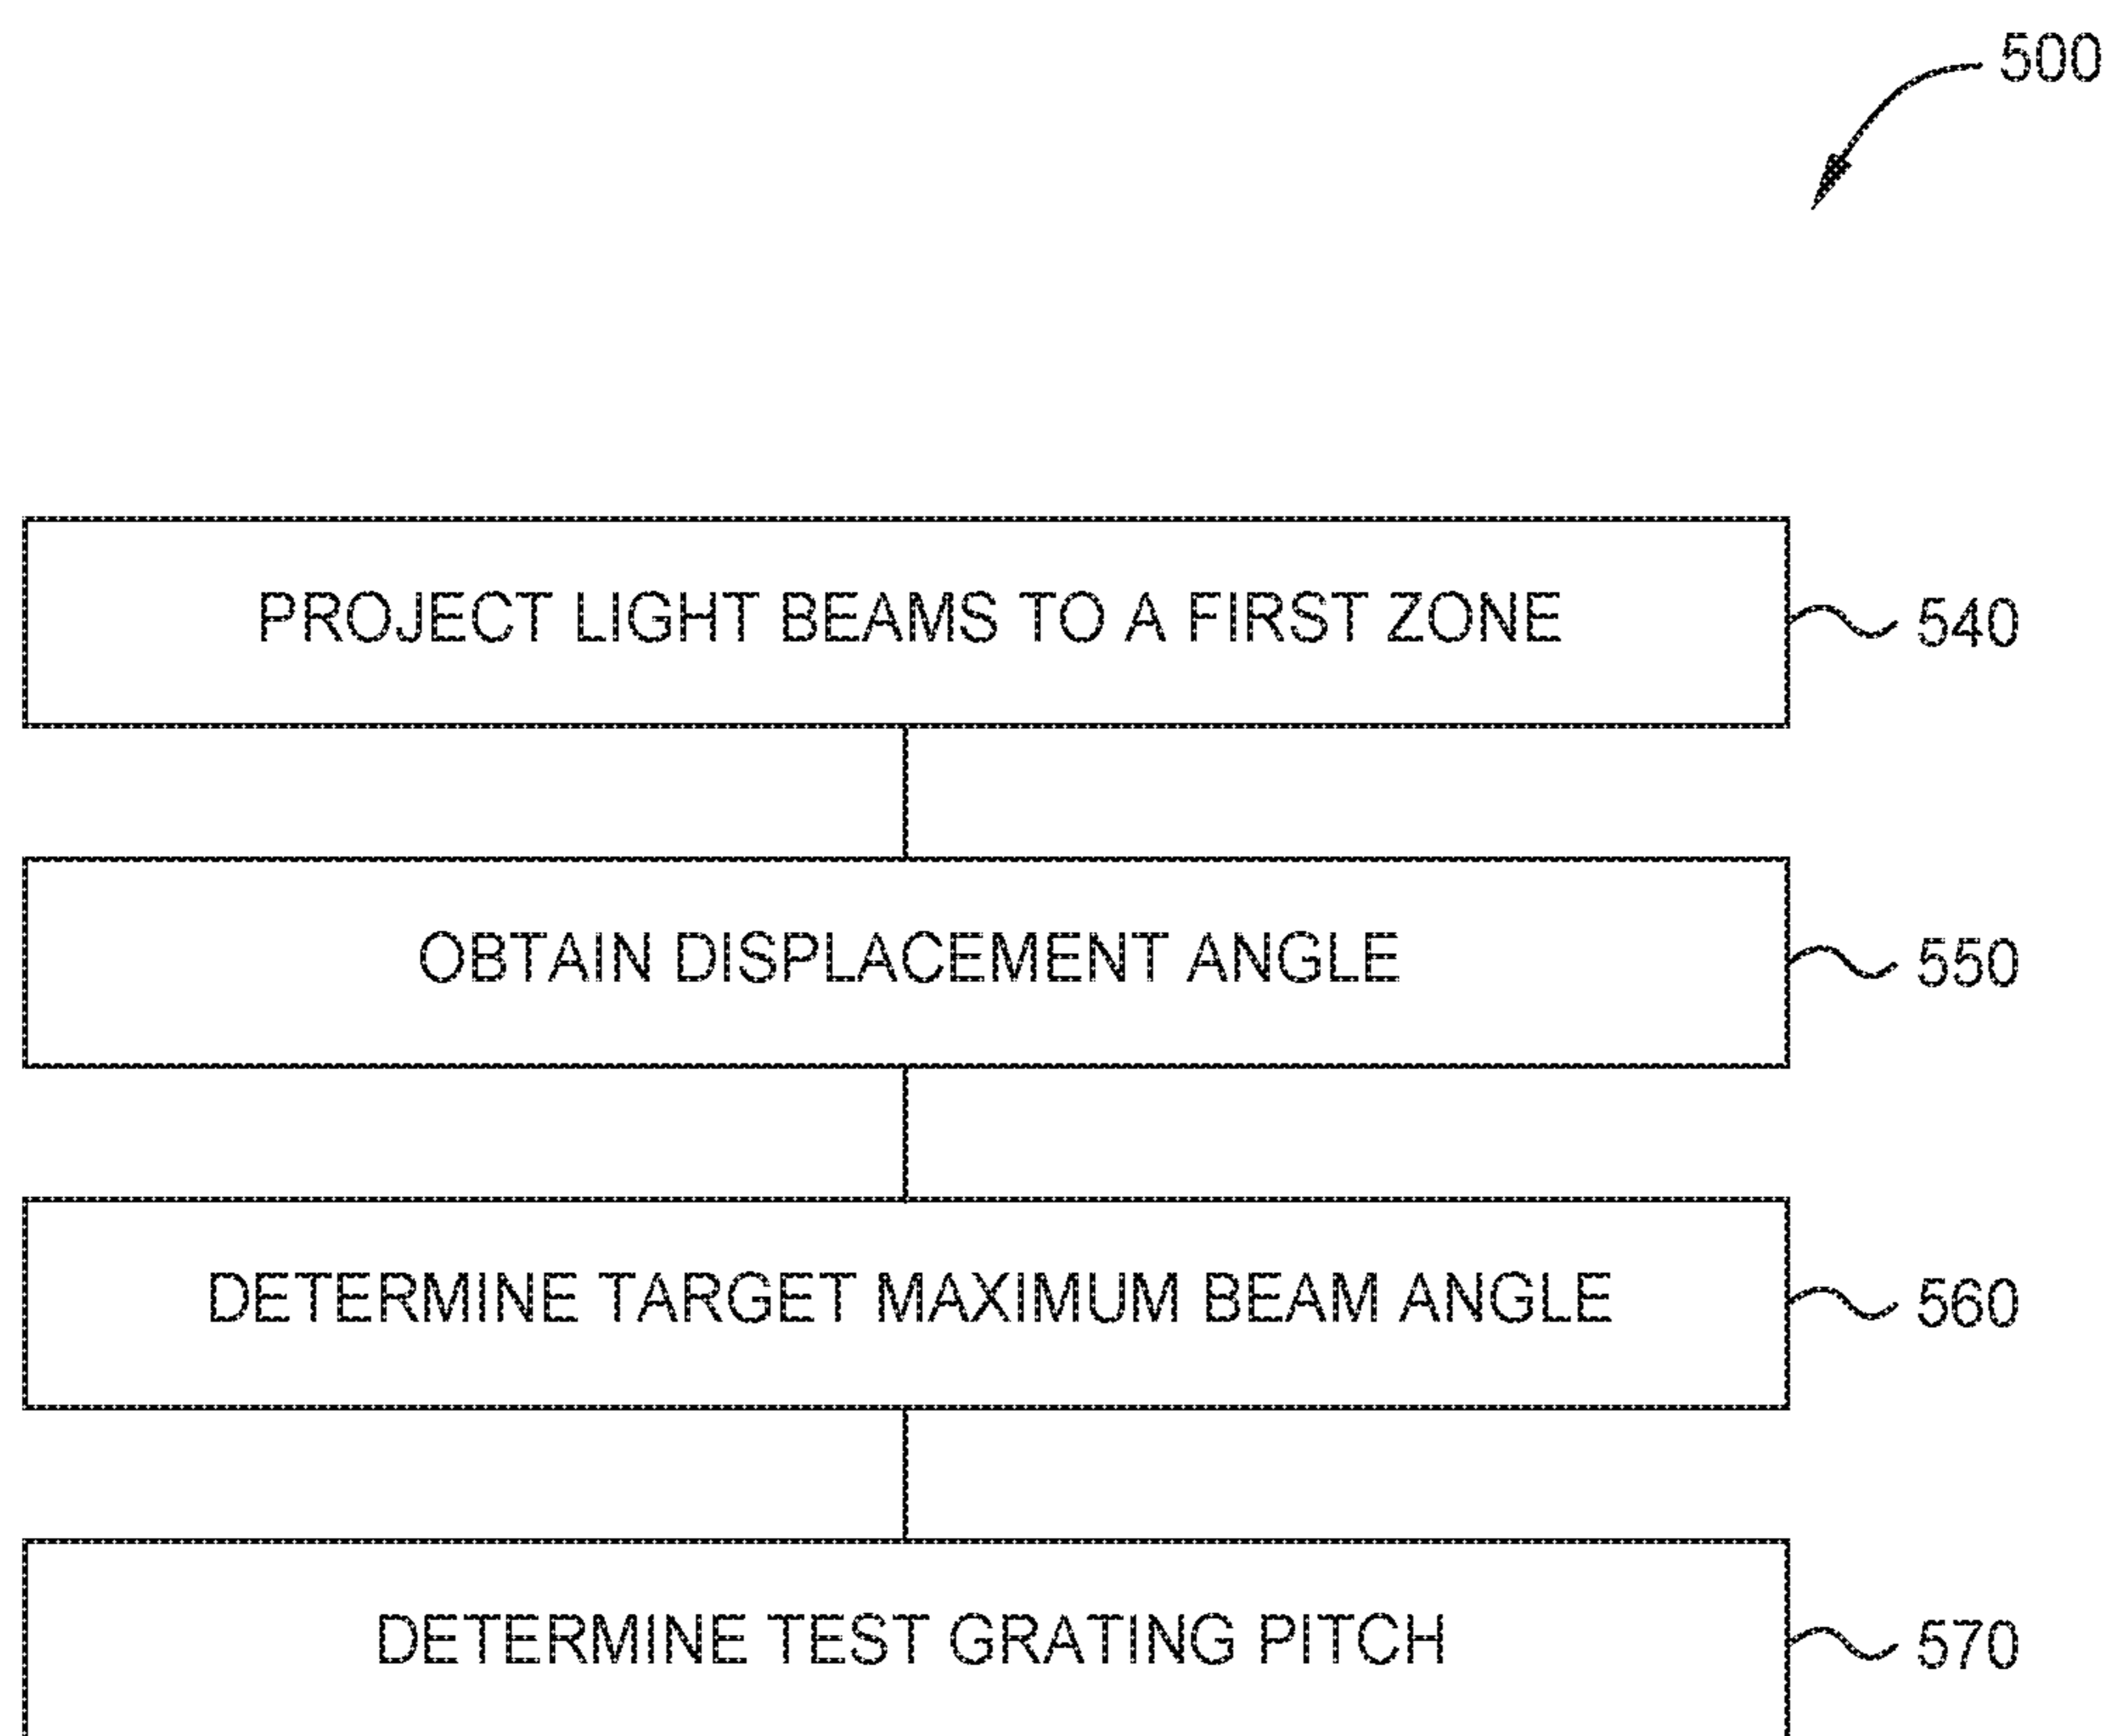 500
PROJECT LIGHT BEAMS TO A FIRST ZONE
540
OBTAIN DISPLACEMENT ANGLE
550
DETERMINE TARGET MAXIMUM BEAM ANGLE
560
DETERMINE TEST GRATING PITCH
570